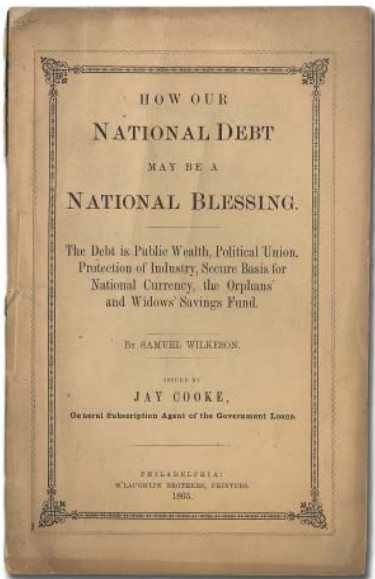 HOW OUR
NATIONAL DEBT
MAY BE A
NATIONAL BLESSING.
The Debt is Public Wealth, Political Union,
Protection of Industry, Secure Basis for
National Currency, the Orphans'
and Widows' Savings Fund.
BY SAMUEL WILKESON.
ISSUED BY
JAY COOKE,
General Subscription Agent of the Government Loans.
PHILADELPHIA:
M'LAUGHLIN BROTHERS, PRINTERS.
1865.